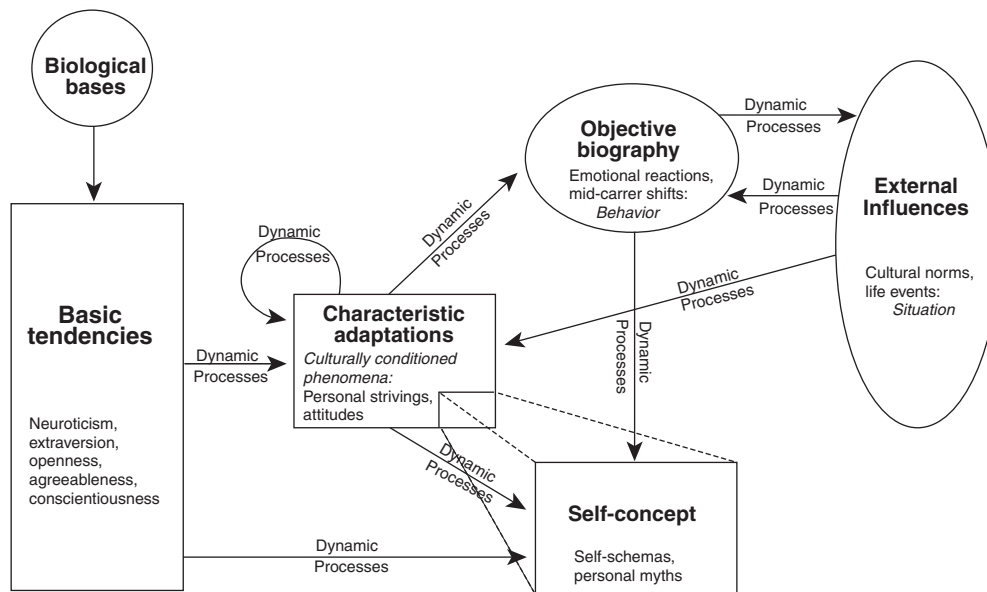 Biological
bases
Basic
tendencies
Neuroticism,
extraversion,
openness,
agreeableness,
conscientiousness
Dynamic
Processes
Dynamic
Processes
Characteristic
adaptations
Culturally conditioned
phenomena:
Personal strivings,
attitudes
Dynamic
Processes
Objective
biography
Emotional reactions,
mid-carrer shifts:
Behavior
Dynamic
Processes
Dynamic
Processes
External
Influences
Cultural norms,
life events:
Situation
Dynamic
Processes
Dynamic
Processes
Dynamic
Processes
Dynamic
Processes
Self-concept
Self-schemas,
personal myths